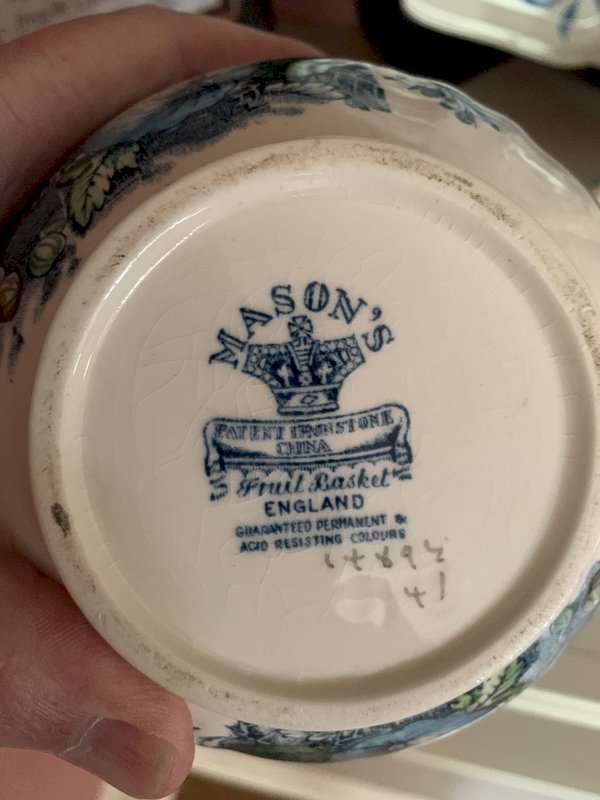 MASON'S
PATENT IRONSTONE
CHINA
Fruit Basket
ENGLAND
GUARANTEED PERMANENT &
ACID RESISTING COLOURS
41